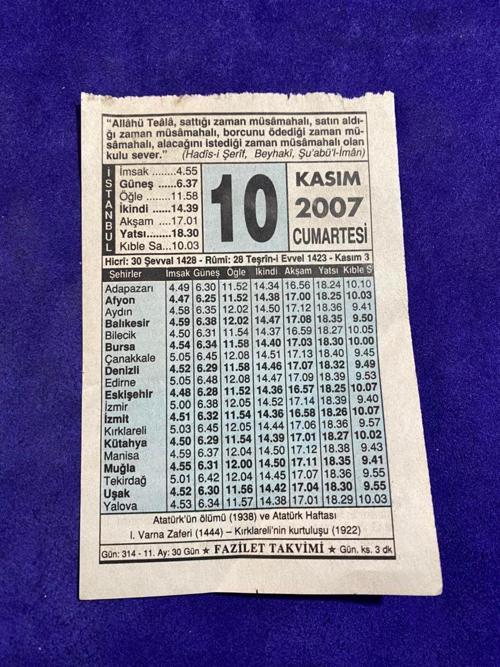 "Allâhü Teâlâ, sattığı zaman müsâmahalı, satın aldı-
ğı zaman müsâmahalı, borcunu ödediği zaman mü-
sâmahalı, alacağını istediği zaman müsâmahalı olan
kulu sever." (Hadîs-i Şerîf, Beyhakî, Şu'abü'l-Îmân)
İSTANBUL
İmsak ........4.55
Güneş ......6.37
Öğle .......11.58
İkindi ......14.39
Akşam ....17.01
Yatsı.......18.30
Kıble Sa...10.03
10
KASIM
2007
CUMARTESİ
Hicrî: 30 Şevval 1428 - Rûmî: 28 Teşrîn-i Evvel 1423 - Kasım 3
Şehirler İmsak Güneş Öğle İkindi Akşam Yatsı Kıble S
Adapazarı 4.49 6.30 11.52 14.34 16.56 18.24 10.10
Afyon 4.47 6.25 11.52 14.38 17.00 18.25 10.03
Aydın 4.58 6.35 12.02 14.50 17.12 18.36 9.41
Balıkesir 4.59 6.38 12.02 14.47 17.08 18.35 9.50
Bilecik 4.50 6.31 11.54 14.37 16.59 18.27 10.05
Bursa 4.54 6.34 11.58 14.40 17.03 18.30 10.00
Çanakkale 5.05 6.45 12.08 14.51 17.13 18.40 9.45
Denizli 4.52 6.29 11.58 14.46 17.07 18.32 9.49
Edirne 5.05 6.48 12.08 14.47 17.09 18.39 9.53
Eskişehir 4.48 6.28 11.52 14.36 16.57 18.25 10.07
İzmir 5.00 6.38 12.05 14.52 17.14 18.39 9.40
İzmit 4.51 6.32 11.54 14.36 16.58 18.26 10.07
Kırklareli 5.03 6.45 12.05 14.44 17.06 18.36 9.57
Kütahya 4.50 6.29 11.54 14.39 17.01 18.27 10.02
Manisa 4.59 6.37 12.04 14.50 17.12 18.38 9.43
Muğla 4.55 6.31 12.00 14.50 17.11 18.35 9.41
Tekirdağ 5.01 6.42 12.04 14.45 17.07 18.36 9.55
Uşak 4.52 6.30 11.56 14.42 17.04 18.30 9.55
Yalova 4.53 6.34 11.57 14.38 17.01 18.29 10.03
Atatürk'ün ölümü (1938) ve Atatürk Haftası
I. Varna Zaferi (1444) – Kırklareli'nin kurtuluşu (1922)
Gün: 314 - 11. Ay: 30 Gün ★ FAZİLET TAKVİMİ ★ Gün. ks. 3 dk